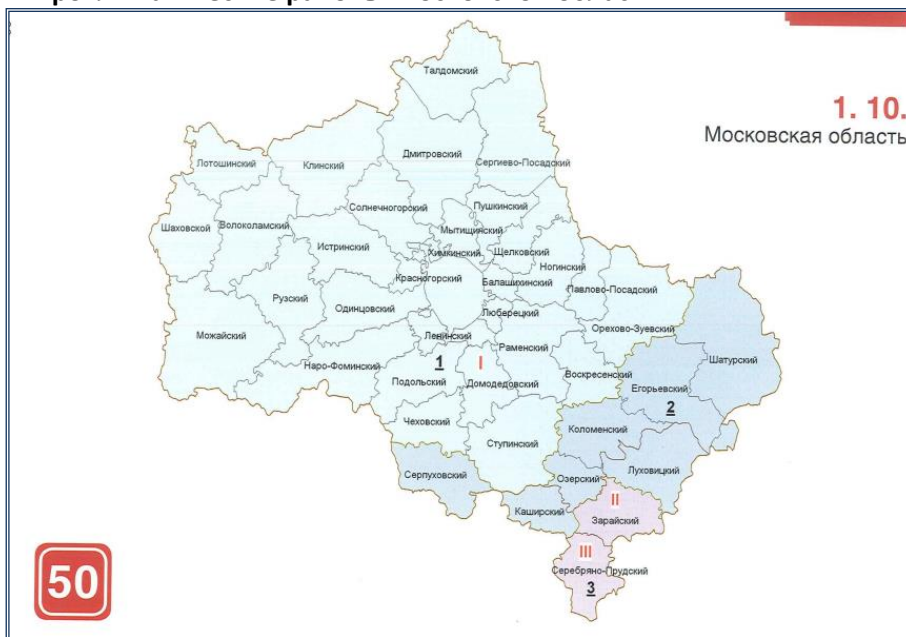 1. 10.
Московская область
Талдомский
Дмитровский
Сергиево-Посадский
Лотошинский
Клинский
Солнечногорский
Пушкинский
Шаховской
Волоколамский
Мытищинский
Истринский
Химкинский
Щелковский
Ногинский
Красногорский
Балашихинский
Павлово-Посадский
Рузский
Одинцовский
Люберецкий
Можайский
Ленинский
Орехово-Зуевский
Раменский
Шатурский
1
I
Наро-Фоминский
Воскресенский
Подольский
Домодедовский
Егорьевский
2
Чеховский
Коломенский
Ступинский
Серпуховский
Озерский
Луховицкий
Каширский
II
Зарайский
III
Серебряно-Прудский
3
50